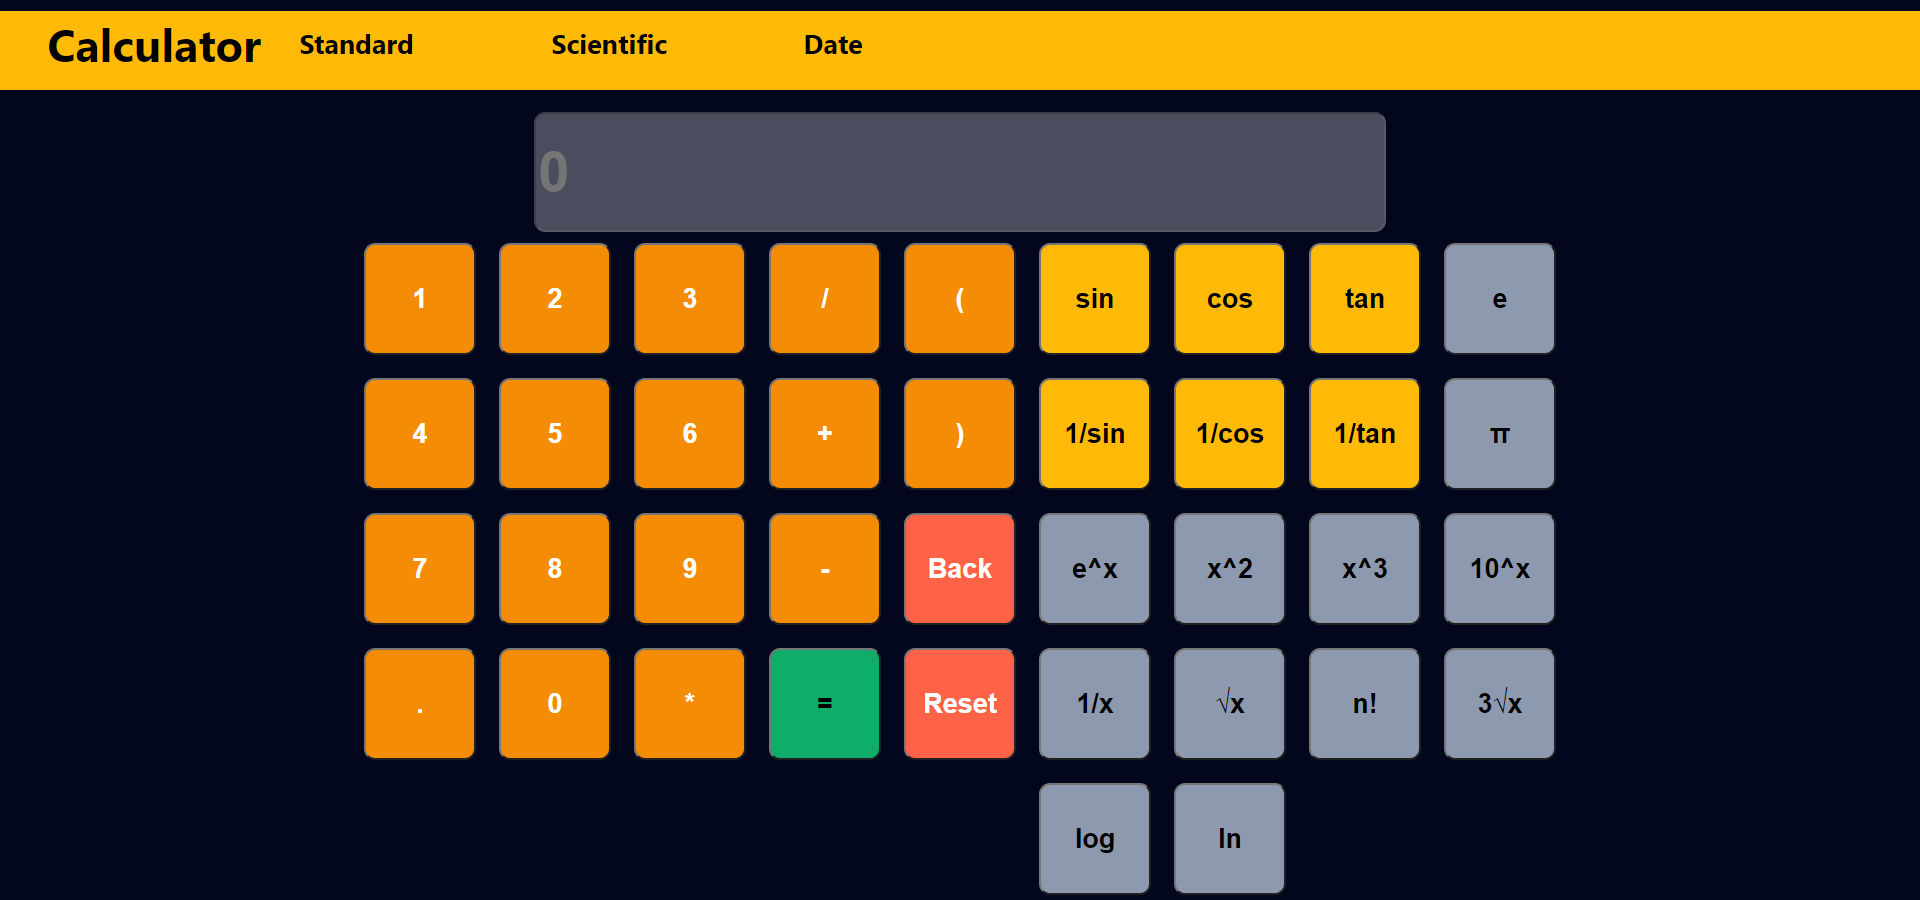 Calculator Standard Scientific Date
0
1 2 3 / ( sin cos tan e
4 5 6 + ) 1/sin 1/cos 1/tan π
7 8 9 - Back e^x x^2 x^3 10^x
. 0 * = Reset 1/x √x n! 3√x
log ln